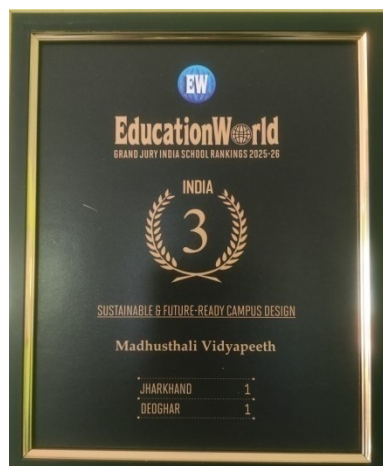 EW
EducationWorld
GRAND JURY INDIA SCHOOL RANKINGS 2025-26
INDIA
3
SUSTAINABLE & FUTURE-READY CAMPUS DESIGN
Madhusthali Vidyapeeth
JHARKHAND 1
DEOGHAR 1